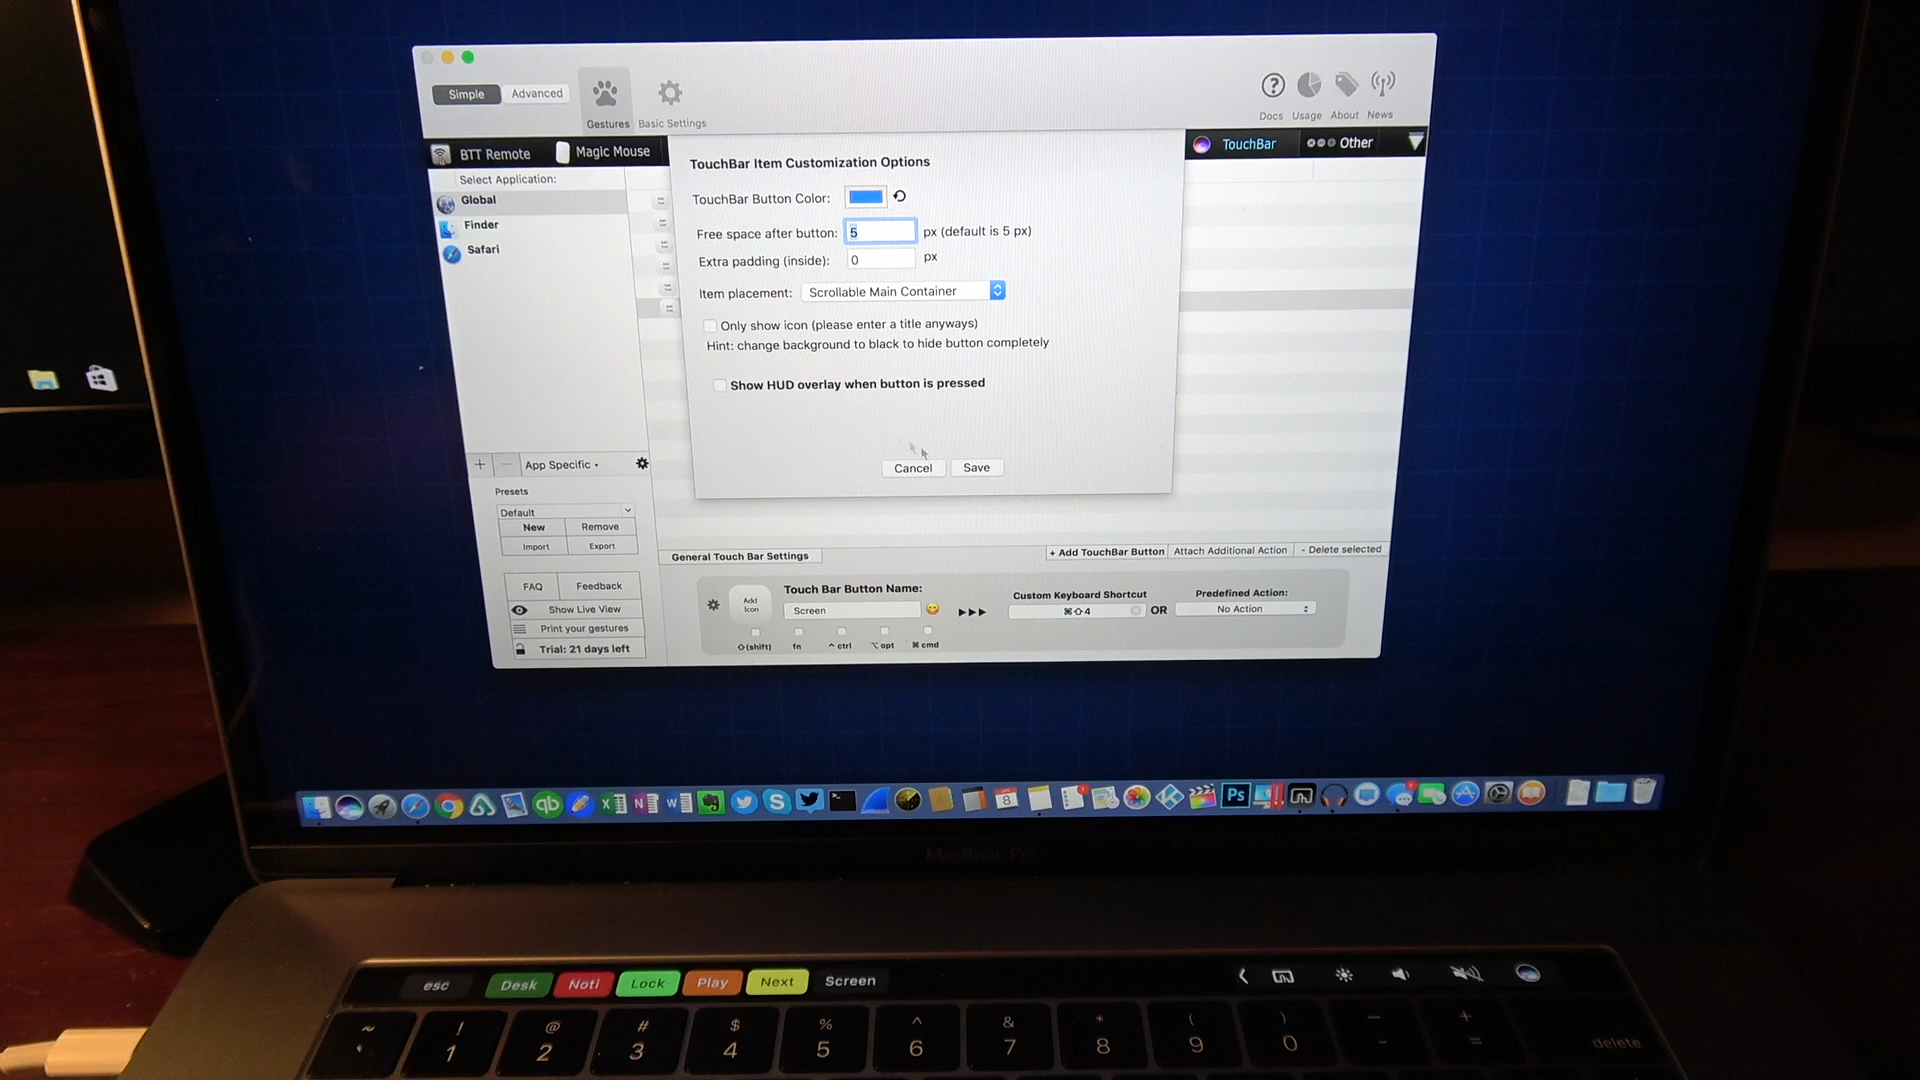 Simple
Advanced
Gestures
Basic Settings
Docs
Usage
About
News
BTT Remote
Magic Mouse
TouchBar
Other
Select Application:
Global
Finder
Safari
TouchBar Item Customization Options
TouchBar Button Color:
Free space after button:
5
px (default is 5 px)
Extra padding (inside):
0
px
Item placement:
Scrollable Main Container
Only show icon (please enter a title anyways)
Hint: change background to black to hide button completely
Show HUD overlay when button is pressed
Cancel
Save
+
-
App Specific
Presets
Default
New
Remove
Import
Export
FAQ
Feedback
Show Live View
Print your gestures
Trial: 21 days left
General Touch Bar Settings
+ Add TouchBar Button
Attach Additional Action
- Delete selected
Add
Icon
Touch Bar Button Name:
Screen
Custom Keyboard Shortcut
⌘⇧4
OR
Predefined Action:
No Action
⇧(shift)
fn
^ ctrl
⌥ opt
⌘ cmd
Ps
MacBook Pro
esc
Desk
Noti
Lock
Play
Next
Screen
~ `
! 1
@ 2
# 3
$ 4
% 5
^ 6
& 7
* 8
( 9
) 0
— -
+ =
delete